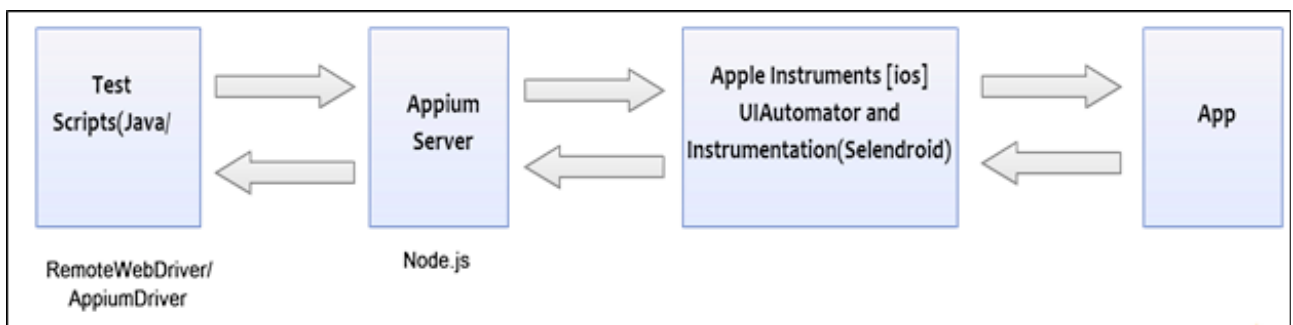 Test
Scripts(Java/
Appium
Server
Apple Instruments [ios]
UIAutomator and
Instrumentation(Selendroid)
App
RemoteWebDriver/
AppiumDriver
Node.js